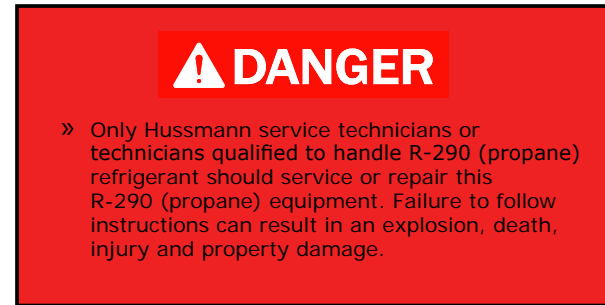 DANGER
» Only Hussmann service technicians or
technicians qualified to handle R-290 (propane)
refrigerant should service or repair this
R-290 (propane) equipment. Failure to follow
instructions can result in an explosion, death,
injury and property damage.